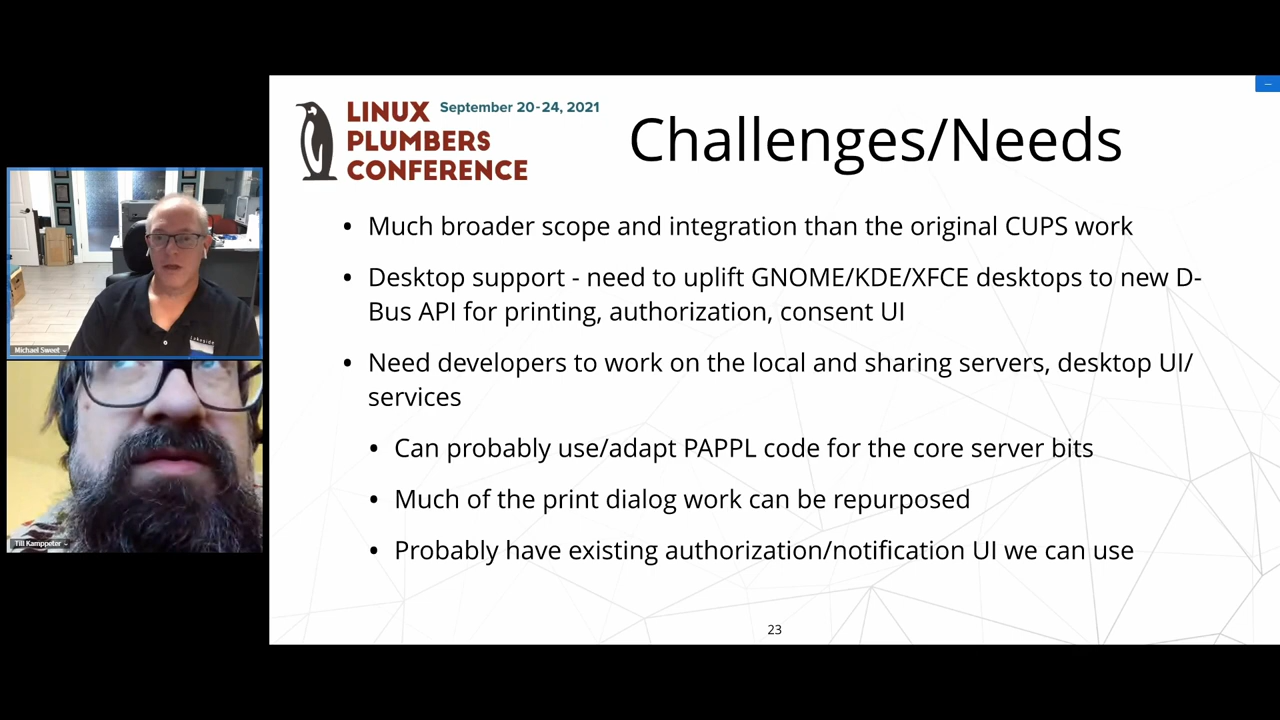 LINUX
PLUMBERS
CONFERENCE
September 20-24, 2021
Challenges/Needs
• Much broader scope and integration than the original CUPS work
• Desktop support - need to uplift GNOME/KDE/XFCE desktops to new D-
Bus API for printing, authorization, consent UI
• Need developers to work on the local and sharing servers, desktop UI/
services
• Can probably use/adapt PAPPL code for the core server bits
• Much of the print dialog work can be repurposed
• Probably have existing authorization/notification UI we can use
23
Michael Sweet
Lakeside
Till Kamppeter